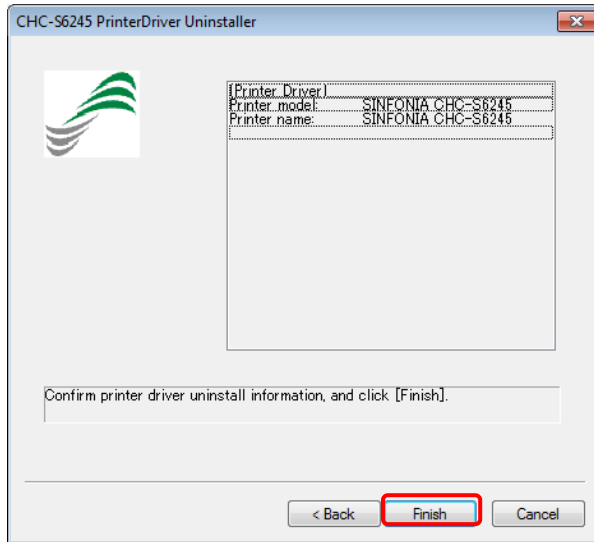 CHC-S6245 PrinterDriver Uninstaller
(Printer Driver)
Printer model: SINFONIA CHC-S6245
Printer name: SINFONIA CHC-S6245
Confirm printer driver uninstall information, and click [Finish].
< Back Finish Cancel